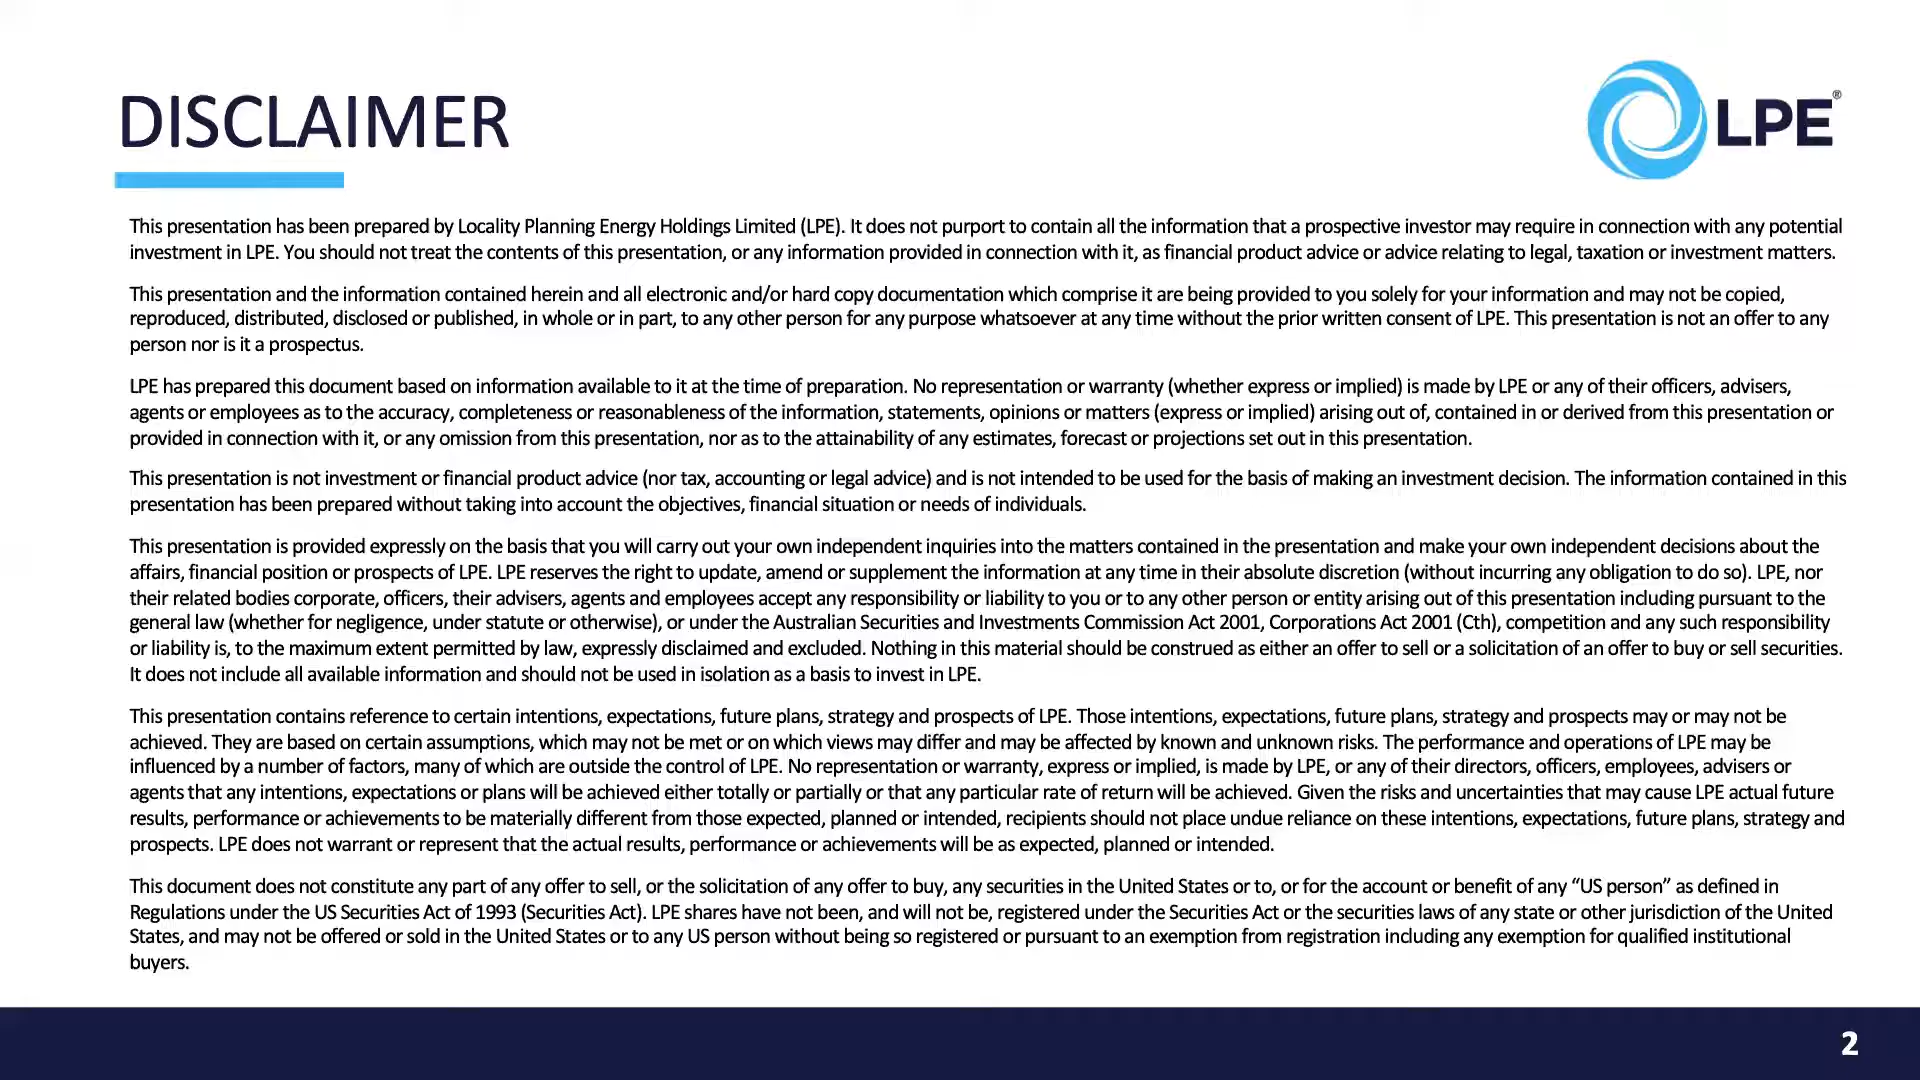 DISCLAIMER
LPE®
This presentation has been prepared by Locality Planning Energy Holdings Limited (LPE). It does not purport to contain all the information that a prospective investor may require in connection with any potential
investment in LPE. You should not treat the contents of this presentation, or any information provided in connection with it, as financial product advice or advice relating to legal, taxation or investment matters.
This presentation and the information contained herein and all electronic and/or hard copy documentation which comprise it are being provided to you solely for your information and may not be copied,
reproduced, distributed, disclosed or published, in whole or in part, to any other person for any purpose whatsoever at any time without the prior written consent of LPE. This presentation is not an offer to any
person nor is it a prospectus.
LPE has prepared this document based on information available to it at the time of preparation. No representation or warranty (whether express or implied) is made by LPE or any of their officers, advisers,
agents or employees as to the accuracy, completeness or reasonableness of the information, statements, opinions or matters (express or implied) arising out of, contained in or derived from this presentation or
provided in connection with it, or any omission from this presentation, nor as to the attainability of any estimates, forecast or projections set out in this presentation.
This presentation is not investment or financial product advice (nor tax, accounting or legal advice) and is not intended to be used for the basis of making an investment decision. The information contained in this
presentation has been prepared without taking into account the objectives, financial situation or needs of individuals.
This presentation is provided expressly on the basis that you will carry out your own independent inquiries into the matters contained in the presentation and make your own independent decisions about the
affairs, financial position or prospects of LPE. LPE reserves the right to update, amend or supplement the information at any time in their absolute discretion (without incurring any obligation to do so). LPE, nor
their related bodies corporate, officers, their advisers, agents and employees accept any responsibility or liability to you or to any other person or entity arising out of this presentation including pursuant to the
general law (whether for negligence, under statute or otherwise), or under the Australian Securities and Investments Commission Act 2001, Corporations Act 2001 (Cth), competition and any such responsibility
or liability is, to the maximum extent permitted by law, expressly disclaimed and excluded. Nothing in this material should be construed as either an offer to sell or a solicitation of an offer to buy or sell securities.
It does not include all available information and should not be used in isolation as a basis to invest in LPE.
This presentation contains reference to certain intentions, expectations, future plans, strategy and prospects of LPE. Those intentions, expectations, future plans, strategy and prospects may or may not be
achieved. They are based on certain assumptions, which may not be met or on which views may differ and may be affected by known and unknown risks. The performance and operations of LPE may be
influenced by a number of factors, many of which are outside the control of LPE. No representation or warranty, express or implied, is made by LPE, or any of their directors, officers, employees, advisers or
agents that any intentions, expectations or plans will be achieved either totally or partially or that any particular rate of return will be achieved. Given the risks and uncertainties that may cause LPE actual future
results, performance or achievements to be materially different from those expected, planned or intended, recipients should not place undue reliance on these intentions, expectations, future plans, strategy and
prospects. LPE does not warrant or represent that the actual results, performance or achievements will be as expected, planned or intended.
This document does not constitute any part of any offer to sell, or the solicitation of any offer to buy, any securities in the United States or to, or for the account or benefit of any “US person” as defined in
Regulations under the US Securities Act of 1993 (Securities Act). LPE shares have not been, and will not be, registered under the Securities Act or the securities laws of any state or other jurisdiction of the United
States, and may not be offered or sold in the United States or to any US person without being so registered or pursuant to an exemption from registration including any exemption for qualified institutional
buyers.
2